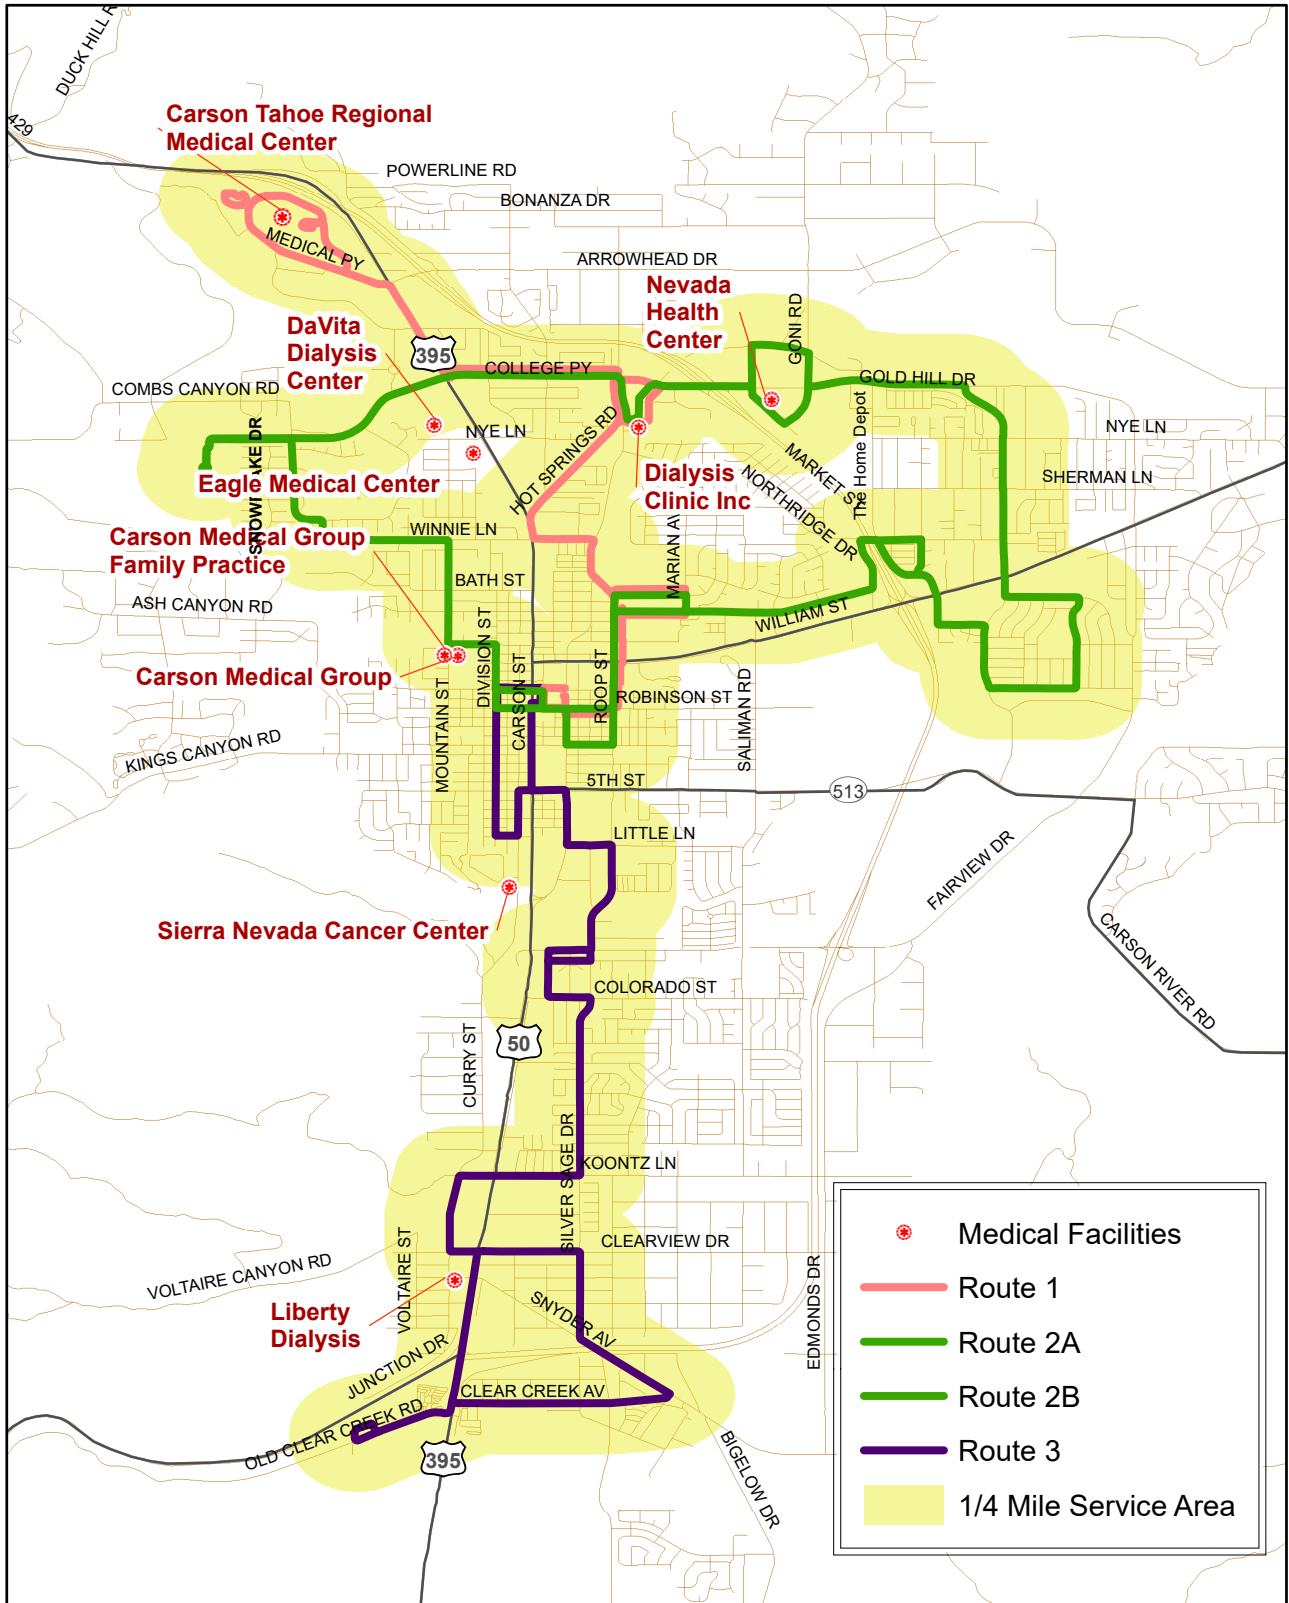 DUCK HILL R
429
Carson Tahoe Regional
Medical Center
POWERLINE RD
BONANZA DR
MEDICAL PY
ARROWHEAD DR
Nevada
Health
Center
GONI RD
DaVita
Dialysis
Center
395
COLLEGE PY
COMBS CANYON RD
GOLD HILL DR
The Home Depot
HOT SPRINGS RD
NYE LN
NYE LN
MARKET ST
SHERMAN LN
Dialysis
Clinic Inc
NORTHRIDGE DR
Eagle Medical Center
WINNIE LN
MARIAN AV
Carson Medical Group
Family Practice
BATH ST
ASH CANYON RD
WILLIAM ST
DIVISION ST
Carson Medical Group
CARSON ST
ROOP ST
ROBINSON ST
SALIMAN RD
MOUNTAIN ST
KINGS CANYON RD
5TH ST
513
LITTLE LN
FAIRVIEW DR
Sierra Nevada Cancer Center
CARSON RIVER RD
COLORADO ST
50
CURRY ST
SILVER SAGE DR
KOONTZ LN
CLEARVIEW DR
VOLTAIRE ST
VOLTAIRE CANYON RD
EDMONDS DR
Liberty
Dialysis
SNYDER AV
JUNCTION DR
CLEAR CREEK AV
OLD CLEAR CREEK RD
395
BIGELOW DR
Medical Facilities
Route 1
Route 2A
Route 2B
Route 3
1/4 Mile Service Area